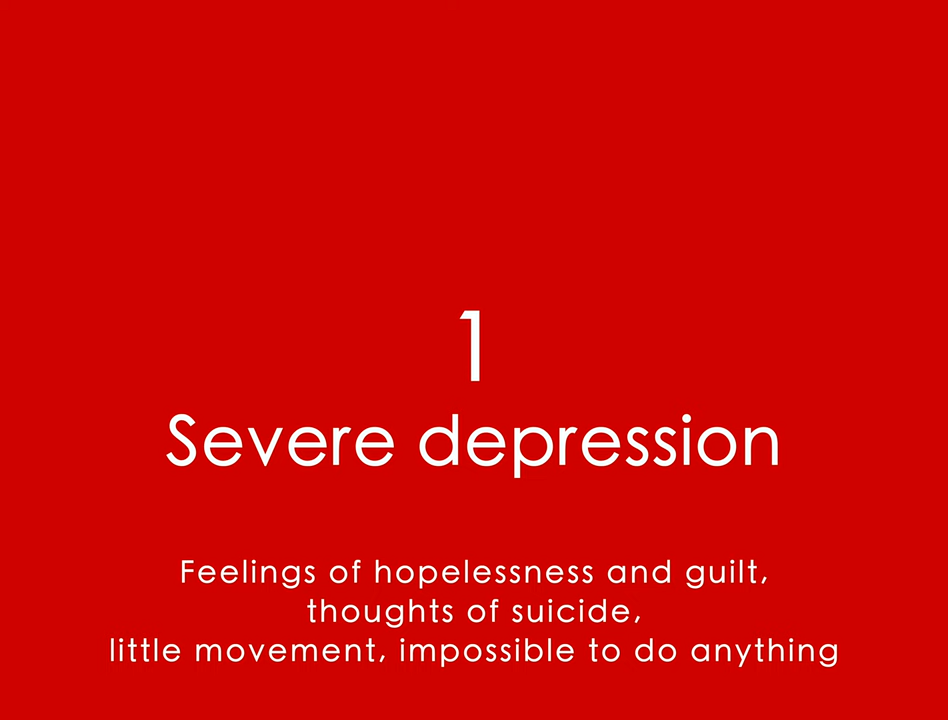 1
Severe depression
Feelings of hopelessness and guilt,
thoughts of suicide,
little movement, impossible to do anything